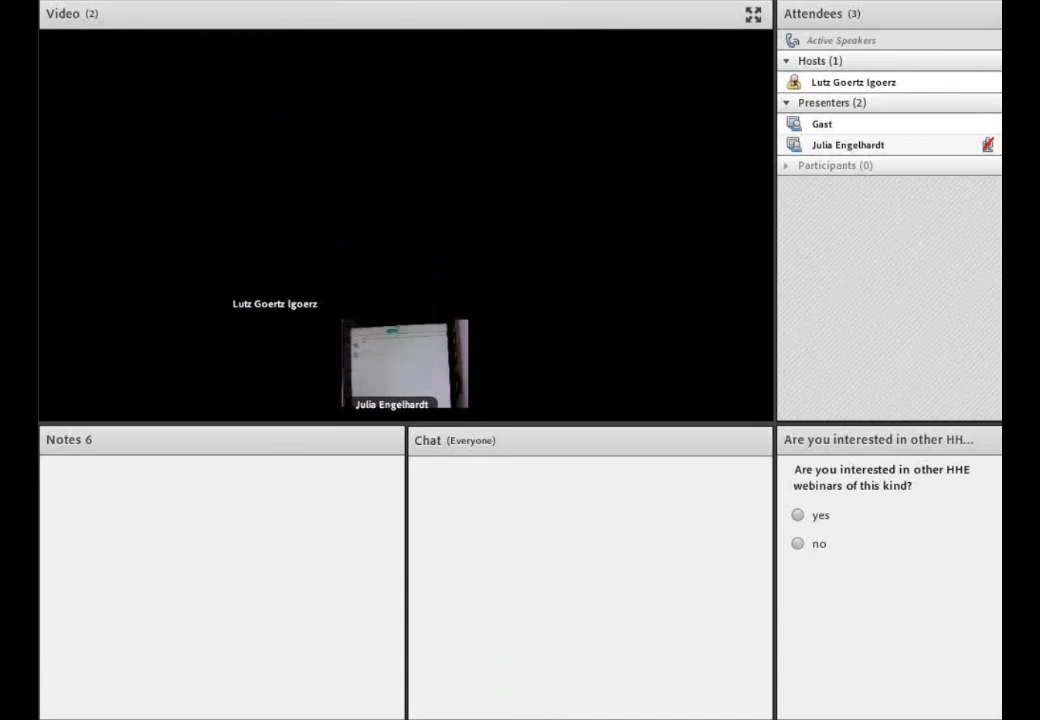 Video (2)
Attendees (3)
Active Speakers
Hosts (1)
Lutz Goertz lgoerz
Presenters (2)
Gast
Julia Engelhardt
Participants (0)
Lutz Goertz lgoerz
Julia Engelhardt
Notes 6
Chat (Everyone)
Are you interested in other HH...
Are you interested in other HHE
webinars of this kind?
yes
no